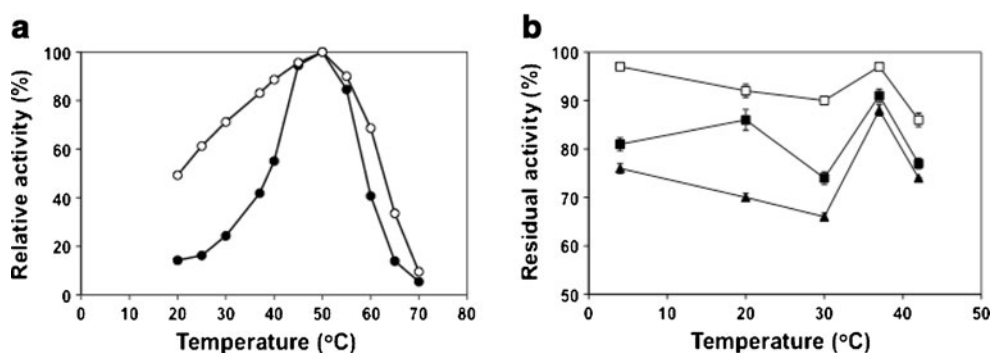 a
Relative activity (%)
100
80
60
40
20
0
0 10 20 30 40 50 60 70 80
Temperature (°C)
b
Residual activity (%)
100
90
80
70
60
50
0 10 20 30 40 50
Temperature (°C)